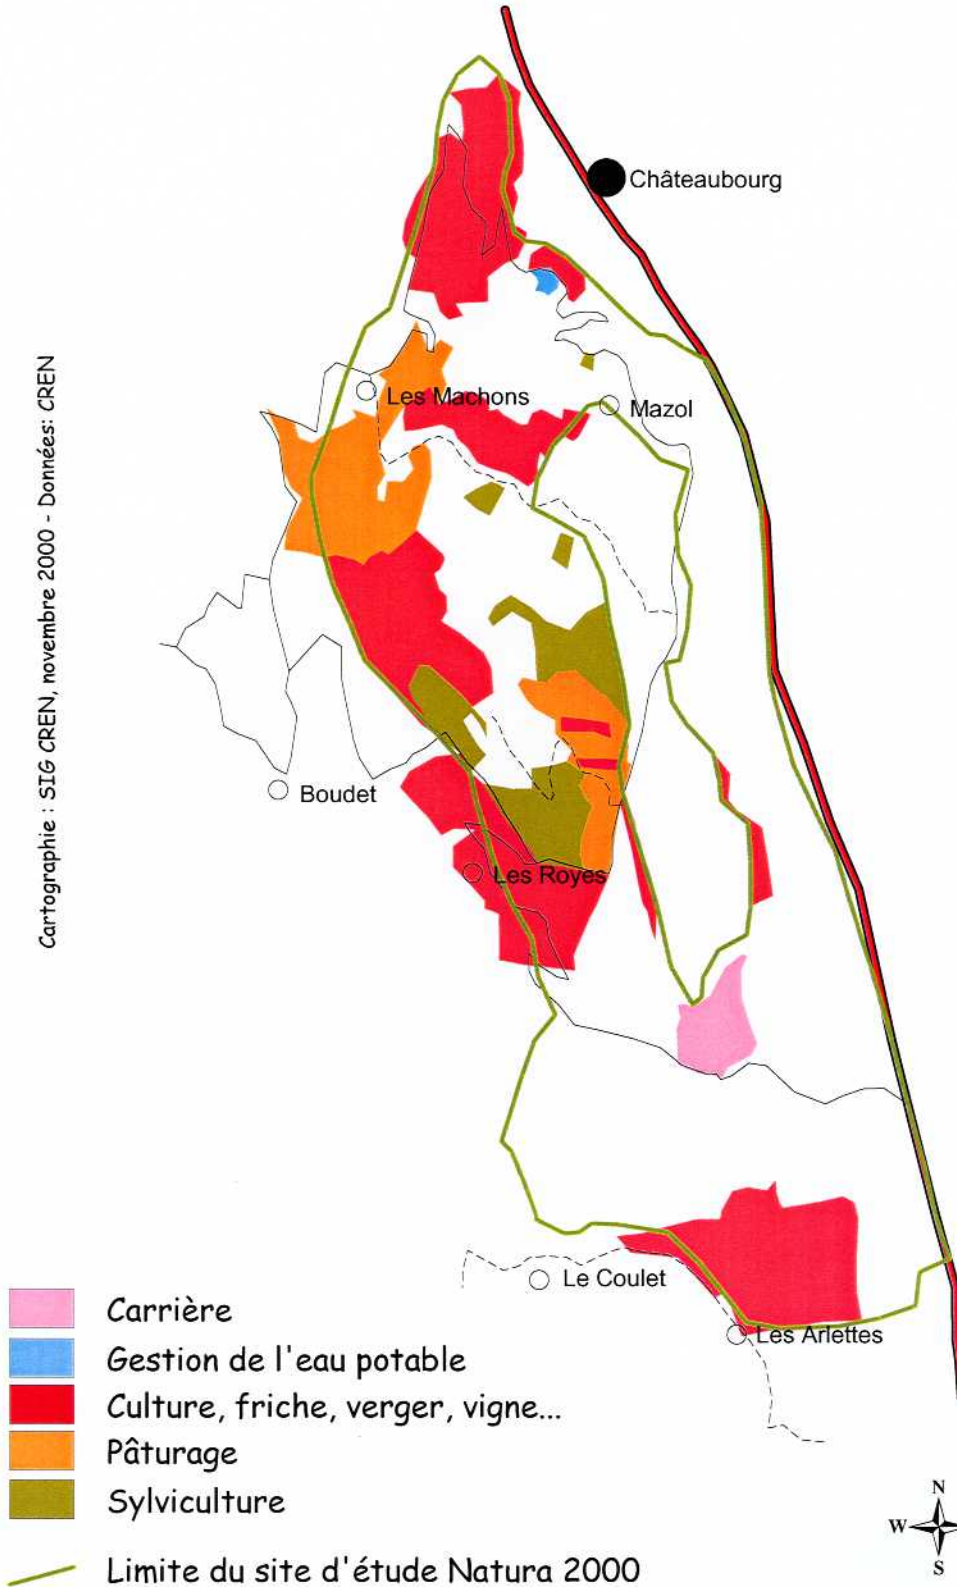 Châteaubourg
Les Machons
Mazol
Boudet
Les Royes
Le Coulet
Les Arlettes
Cartographie : SIG CREN, novembre 2000 - Données: CREN
Carrière
Gestion de l'eau potable
Culture, friche, verger, vigne...
Pâturage
Sylviculture
Limite du site d'étude Natura 2000
N
W
S